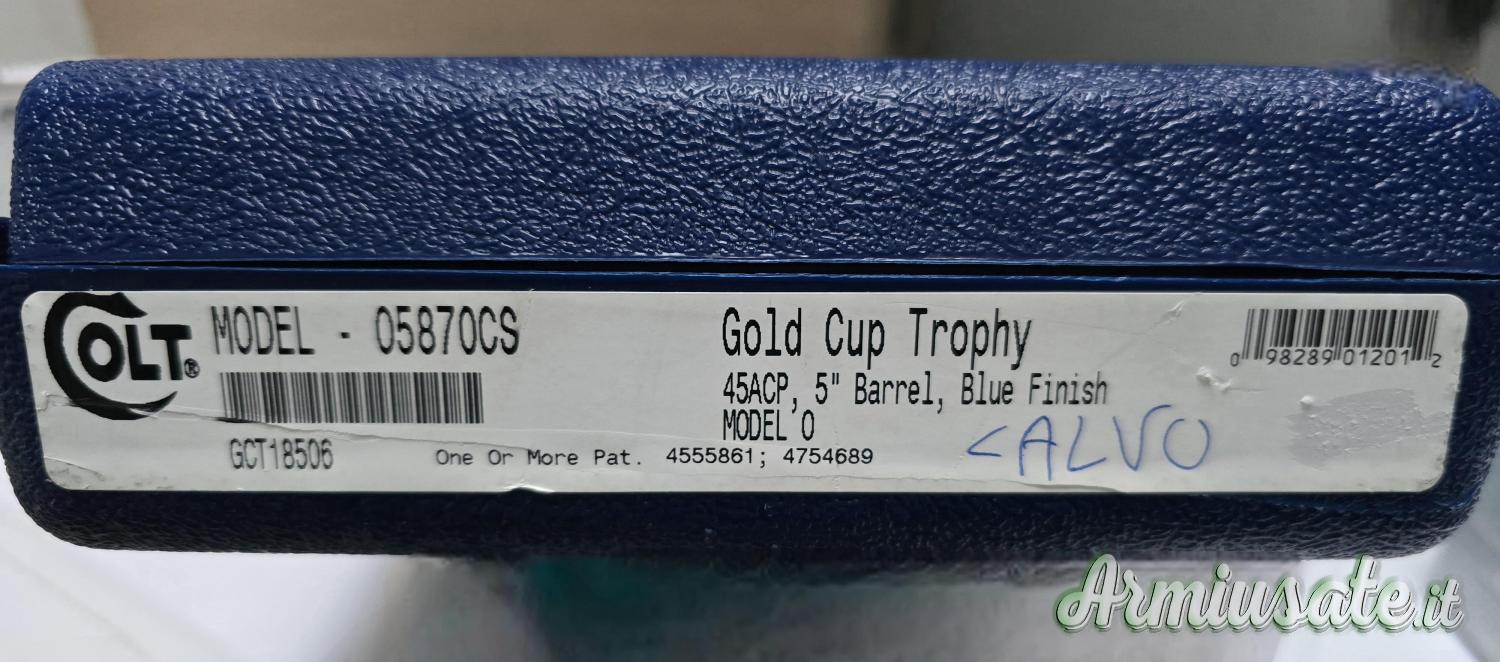 COLT®
MODEL - 05870CS
GCT18506
Gold Cup Trophy
45ACP, 5" Barrel, Blue Finish
MODEL O
One Or More Pat. 4555861; 4754689
CALVO
0 98289 01201 2
Armiusate.it